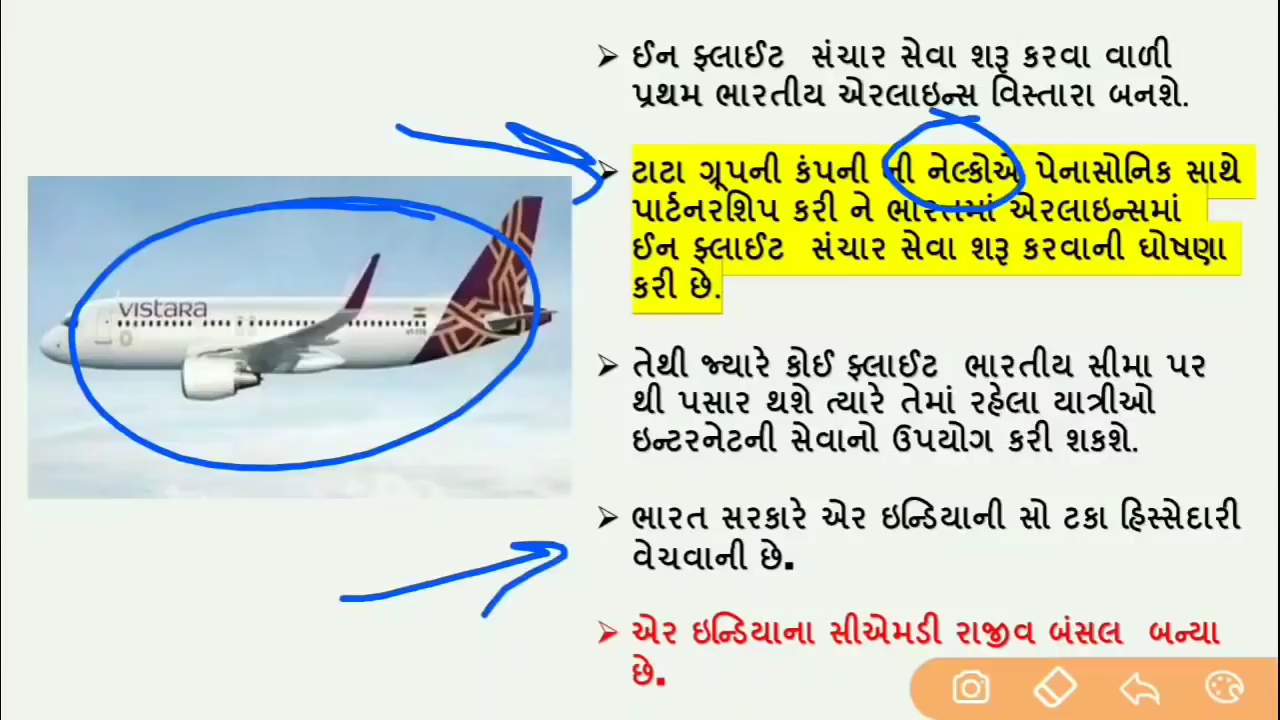 ઈન ફ્લાઈટ સંચાર સેવા શરૂ કરવા વાળી
પ્રથમ ભારતીય એરલાઇન્સ વિસ્તારા બનશે.
ટાટા ગ્રૂપની કંપની ની નેલ્કોએ પેનાસોનિક સાથે
પાર્ટનરશિપ કરી ને ભારતમાં એરલાઇન્સમાં
ઈન ફ્લાઈટ સંચાર સેવા શરૂ કરવાની ઘોષણા
કરી છે.
તેથી જ્યારે કોઈ ફ્લાઈટ ભારતીય સીમા પર
થી પસાર થશે ત્યારે તેમાં રહેલા યાત્રીઓ
ઇન્ટરનેટની સેવાનો ઉપયોગ કરી શકશે.
ભારત સરકારે એર ઇન્ડિયાની સો ટકા હિસ્સેદારી
વેચવાની છે.
એર ઇન્ડિયાના સીએમડી રાજીવ બંસલ બન્યા
છે.
vistara